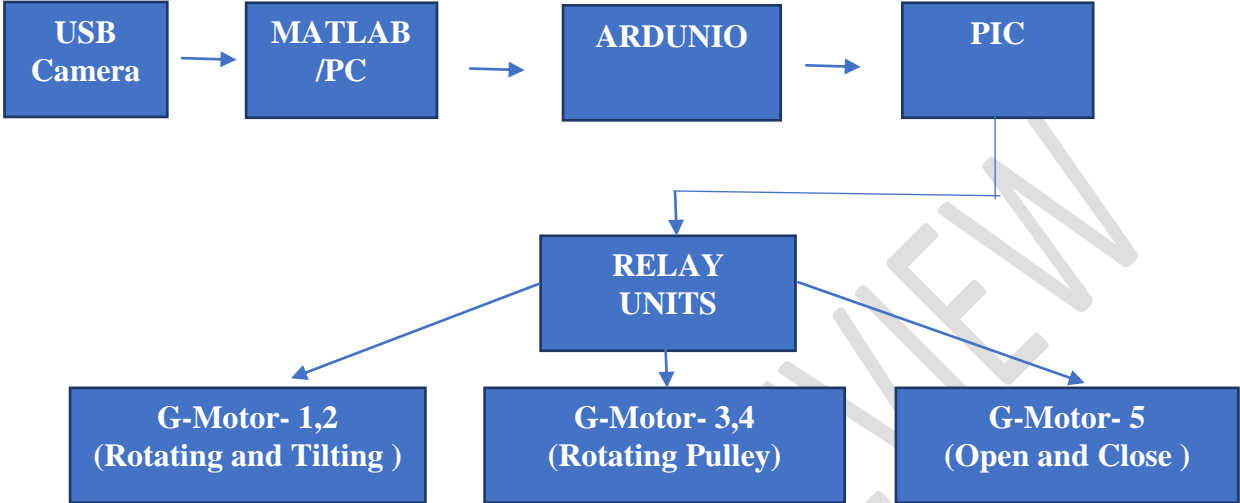 USB
Camera
MATLAB
/PC
ARDUNIO
PIC
RELAY
UNITS
G-Motor- 1,2
(Rotating and Tilting )
G-Motor- 3,4
(Rotating Pulley)
G-Motor- 5
(Open and Close )
VIEW